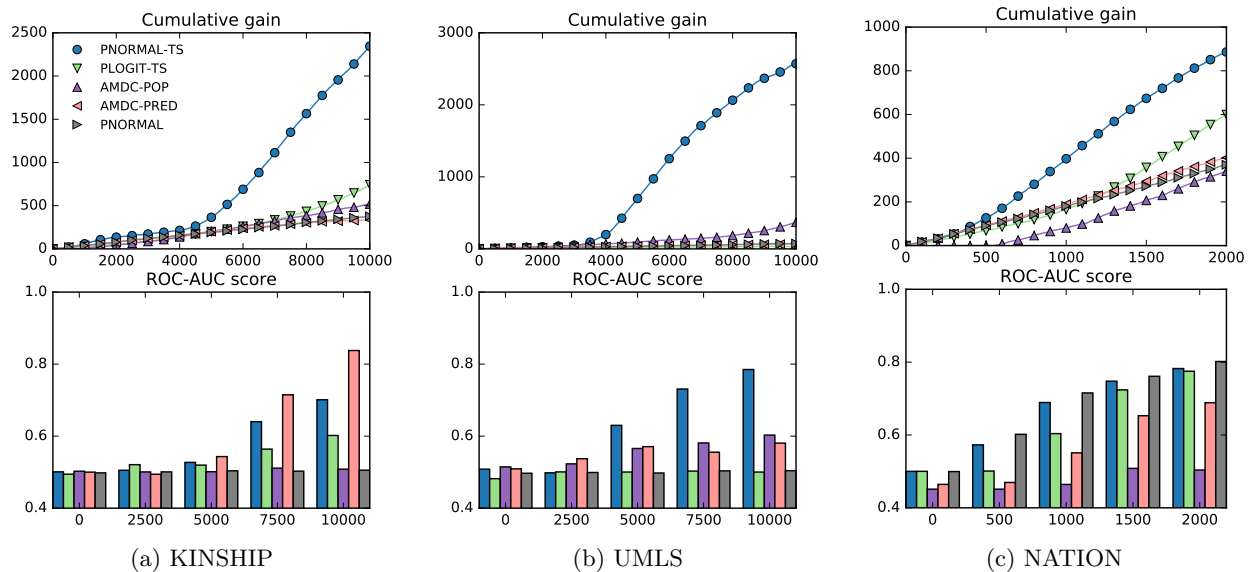 Cumulative gain
2500
2000
1500
1000
500
0
PNORMAL-TS
PLOGIT-TS
AMDC-POP
AMDC-PRED
PNORMAL
0 2000 4000 6000 8000 10000
ROC-AUC score
1.0
0.8
0.6
0.4
0 2500 5000 7500 10000
(a) KINSHIP
Cumulative gain
3000
2000
1000
0
0 2000 4000 6000 8000 10000
ROC-AUC score
1.0
0.8
0.6
0.4
0 2500 5000 7500 10000
(b) UMLS
Cumulative gain
1000
800
600
400
200
0
0 500 1000 1500 2000
ROC-AUC score
1.0
0.8
0.6
0.4
0 500 1000 1500 2000
(c) NATION